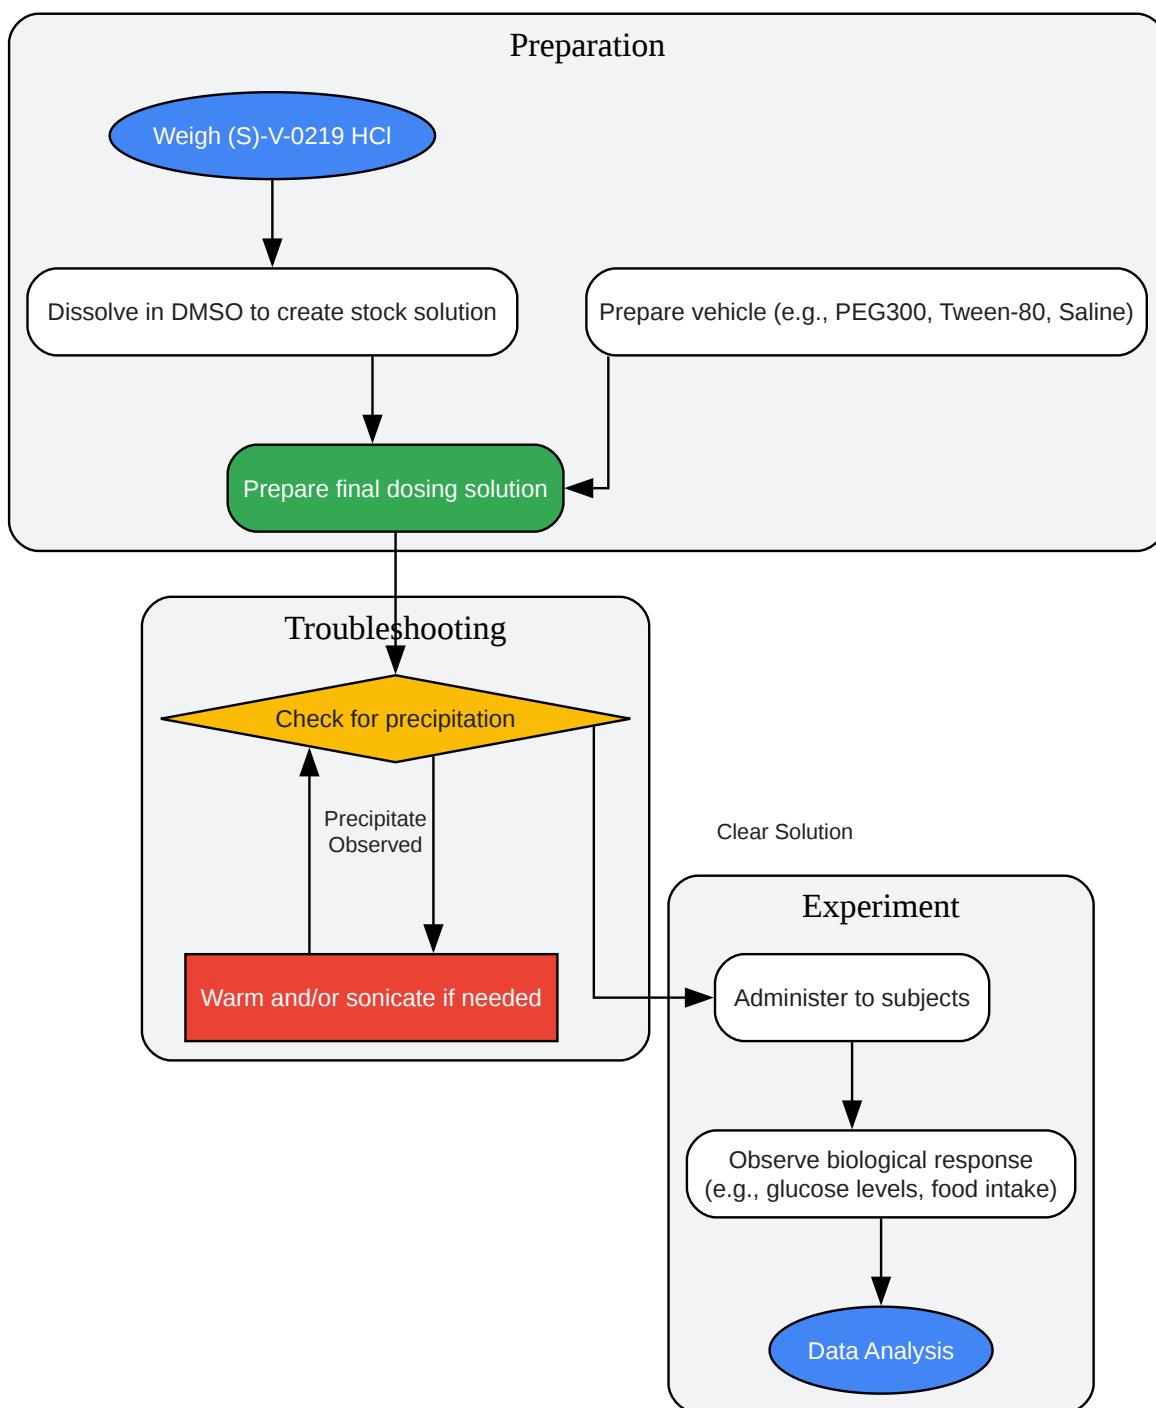 Preparation
Weigh (S)-V-0219 HCl
Dissolve in DMSO to create stock solution
Prepare vehicle (e.g., PEG300, Tween-80, Saline)
Prepare final dosing solution
Troubleshooting
Check for precipitation
Precipitate
Observed
Clear Solution
Warm and/or sonicate if needed
Experiment
Administer to subjects
Observe biological response
(e.g., glucose levels, food intake)
Data Analysis